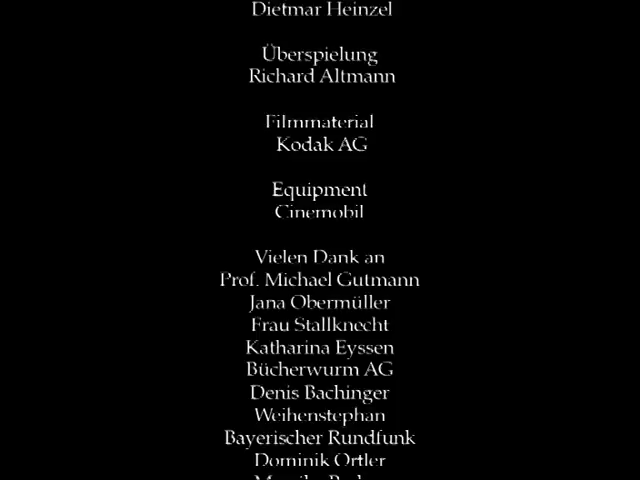 Dietmar Heinzel
Überspielung
Richard Altmann
Filmmaterial
Kodak AG
Equipment
Cinemobil
Vielen Dank an
Prof. Michael Gutmann
Jana Obermüller
Frau Stallknecht
Katharina Eyssen
Bücherwurm AG
Denis Bachinger
Weihenstephan
Bayerischer Rundfunk
Dominik Ortler